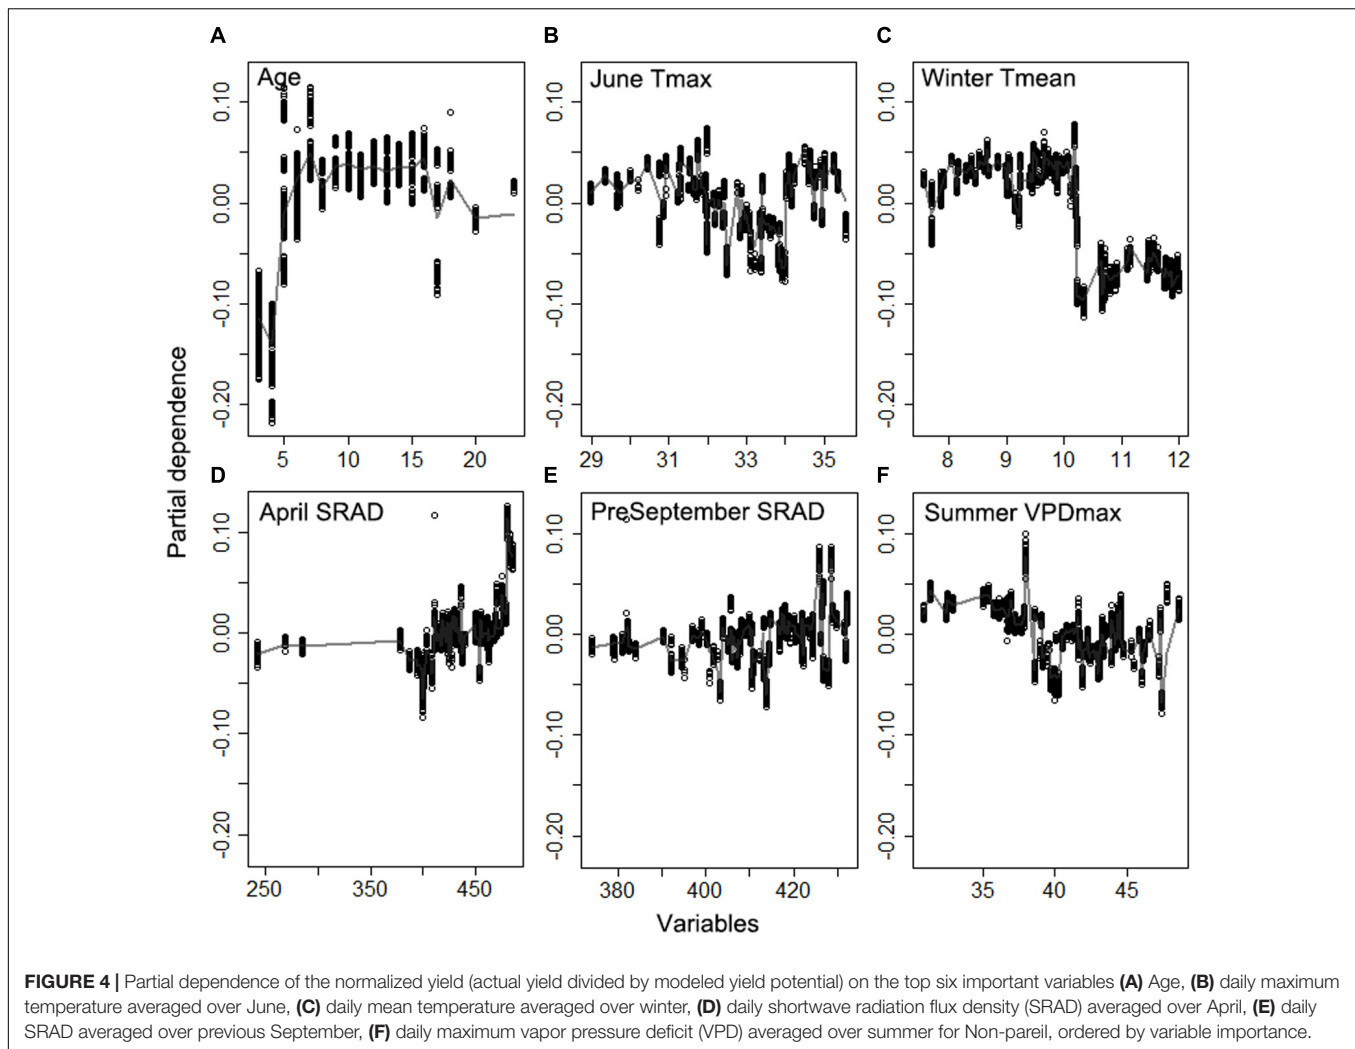 A
B
C
Age
June Tmax
Winter Tmean
0.10
0.00
-0.10
-0.20
0.10
0.00
-0.10
-0.20
0.10
0.00
-0.10
-0.20
5 10 15 20
29 31 33 35
8 9 10 11 12
Partial dependence
D
E
F
April SRAD
PreSeptember SRAD
Summer VPDmax
0.10
0.00
-0.10
-0.20
0.10
0.00
-0.10
-0.20
0.10
0.00
-0.10
-0.20
250 350 450
380 400 420
35 40 45
Variables
FIGURE 4 | Partial dependence of the normalized yield (actual yield divided by modeled yield potential) on the top six important variables (A) Age, (B) daily maximum
temperature averaged over June, (C) daily mean temperature averaged over winter, (D) daily shortwave radiation flux density (SRAD) averaged over April, (E) daily
SRAD averaged over previous September, (F) daily maximum vapor pressure deficit (VPD) averaged over summer for Non-pareil, ordered by variable importance.